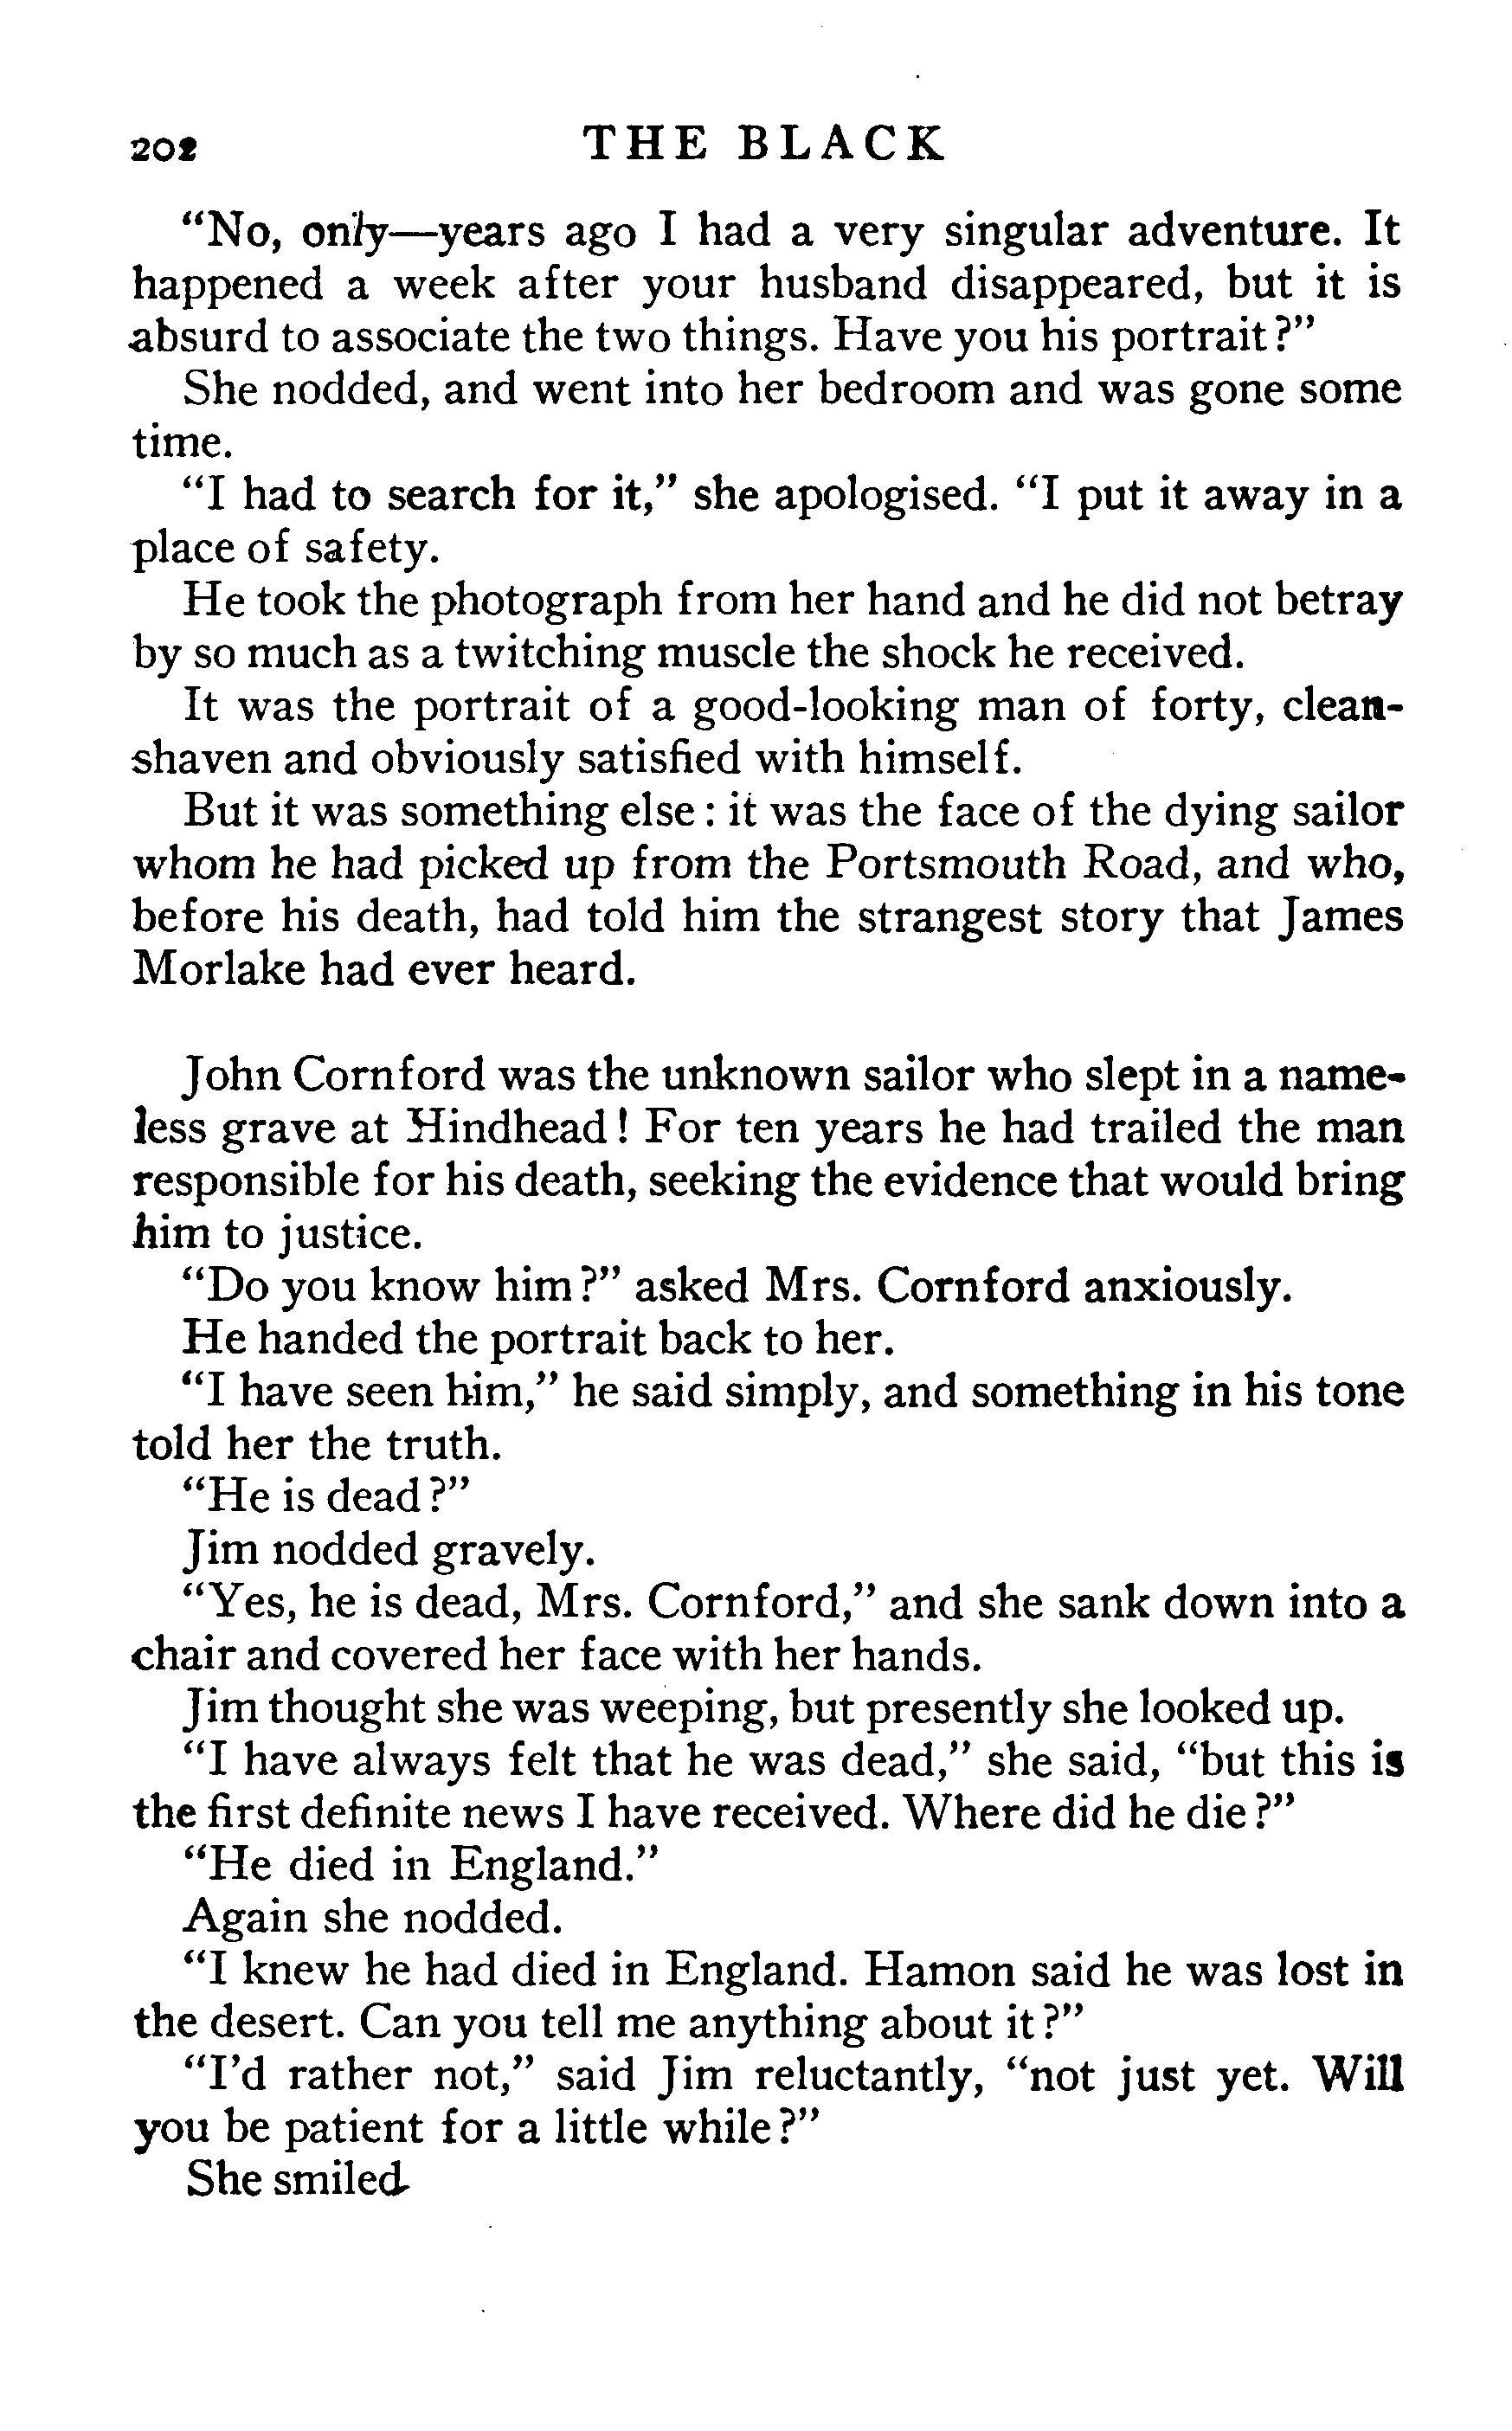 202 THE BLACK
"No, only—years ago I had a very singular adventure. It
happened a week after your husband disappeared, but it is
absurd to associate the two things. Have you his portrait?"
She nodded, and went into her bedroom and was gone some
time.
"I had to search for it," she apologised. "I put it away in a
place of safety.
He took the photograph from her hand and he did not betray
by so much as a twitching muscle the shock he received.
It was the portrait of a good-looking man of forty, clean-
shaven and obviously satisfied with himself.
But it was something else: it was the face of the dying sailor
whom he had picked up from the Portsmouth Road, and who,
before his death, had told him the strangest story that James
Morlake had ever heard.
John Cornford was the unknown sailor who slept in a name-
less grave at Hindhead! For ten years he had trailed the man
responsible for his death, seeking the evidence that would bring
him to justice.
"Do you know him?" asked Mrs. Cornford anxiously.
He handed the portrait back to her.
"I have seen him," he said simply, and something in his tone
told her the truth.
"He is dead?"
Jim nodded gravely.
"Yes, he is dead, Mrs. Cornford," and she sank down into a
chair and covered her face with her hands.
Jim thought she was weeping, but presently she looked up.
"I have always felt that he was dead," she said, "but this is
the first definite news I have received. Where did he die?"
"He died in England."
Again she nodded.
"I knew he had died in England. Hamon said he was lost in
the desert. Can you tell me anything about it?"
"I'd rather not," said Jim reluctantly, "not just yet. Will
you be patient for a little while?"
She smiled.